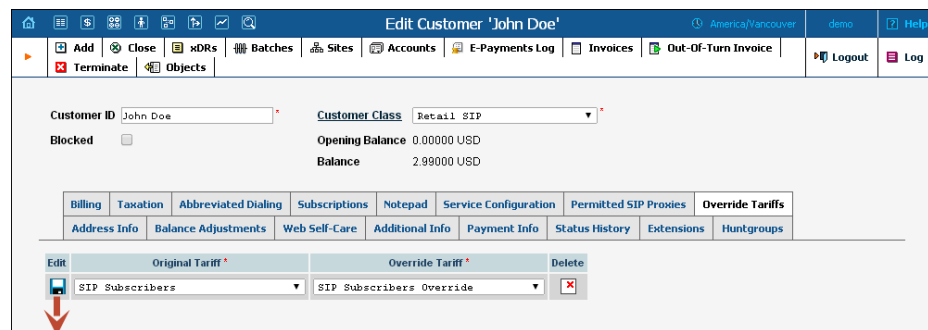 Edit Customer 'John Doe' America/Vancouver demo Help
Add Close xDRs Batches Sites Accounts E-Payments Log Invoices Out-Of-Turn Invoice
Terminate Objects Logout Log
Customer ID John Doe * Customer Class Retail SIP *
Blocked Opening Balance 0.00000 USD
Balance 2.99000 USD
Billing Taxation Abbreviated Dialing Subscriptions Notepad Service Configuration Permitted SIP Proxies Override Tariffs
Address Info Balance Adjustments Web Self-Care Additional Info Payment Info Status History Extensions Huntgroups
Edit Original Tariff * Override Tariff * Delete
SIP Subscribers SIP Subscribers Override